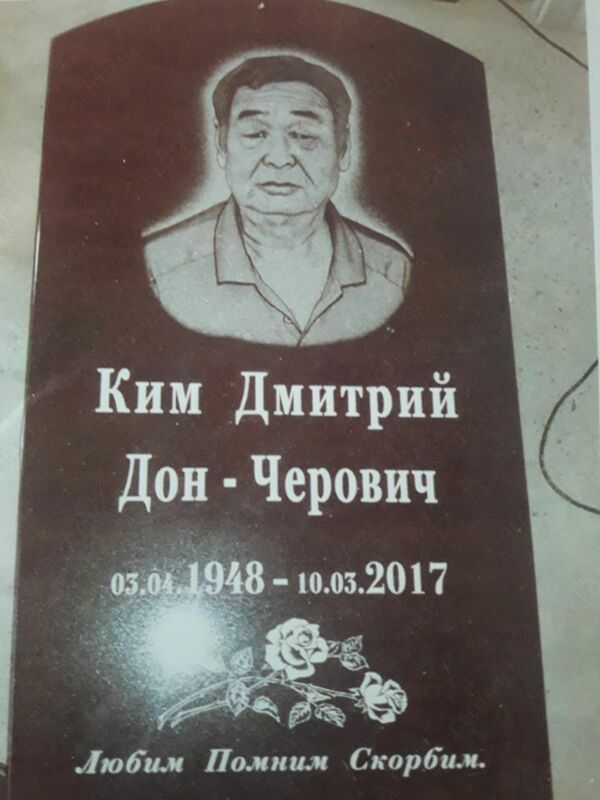 Ким Дмитрий
Дон - Черович
03.04.1948 - 10.03.2017
Любим Помним Скорбим.